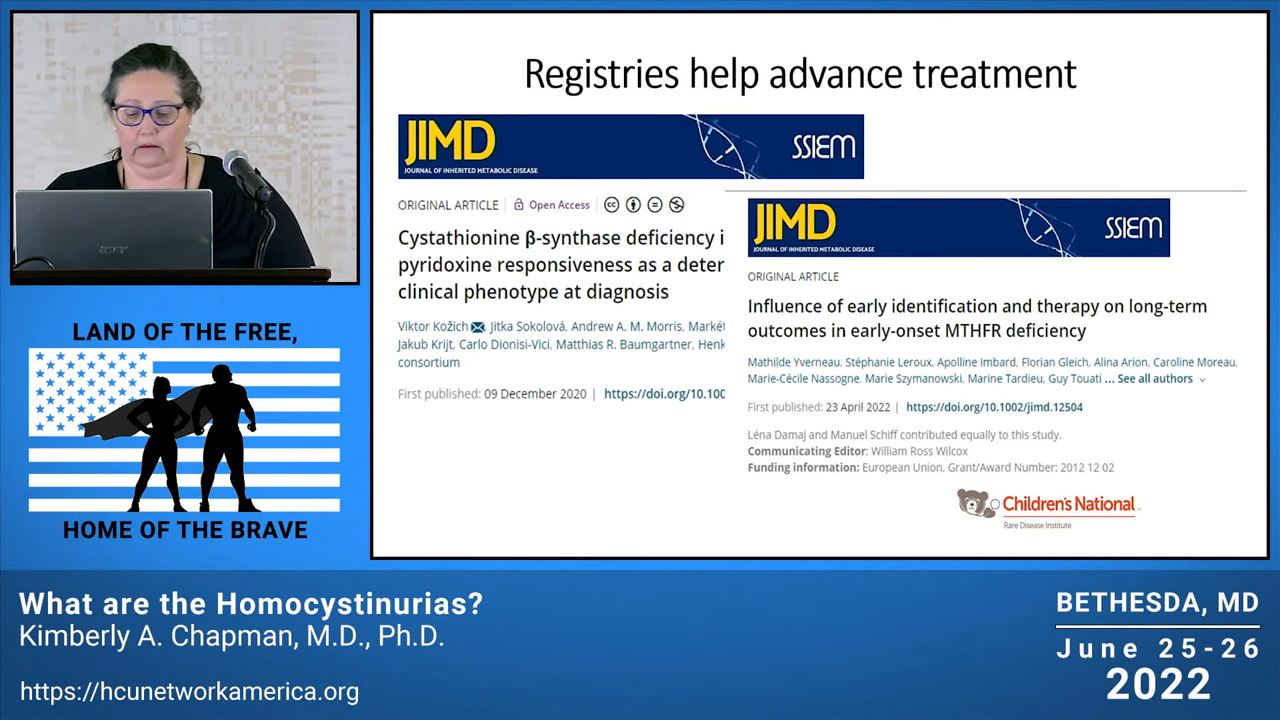 Registries help advance treatment
JIMD
JOURNAL OF INHERITED METABOLIC DISEASE
SSIEM
ORIGINAL ARTICLE
Open Access
Cystathionine β-synthase deficiency i
pyridoxine responsiveness as a deter
clinical phenotype at diagnosis
Viktor Kožich, Jitka Sokolová, Andrew A. M. Morris, Markét
Jakub Krijt, Carlo Dionisi-Vici, Matthias R. Baumgartner, Henk
consortium
First published: 09 December 2020 | https://doi.org/10.100
JIMD
JOURNAL OF INHERITED METABOLIC DISEASE
SSIEM
ORIGINAL ARTICLE
Influence of early identification and therapy on long-term
outcomes in early-onset MTHFR deficiency
Mathilde Yverneau, Stéphanie Leroux, Apolline Imbard, Florian Gleich, Alina Arion, Caroline Moreau,
Marie-Cécile Nassogne, Marie Szymanowski, Marine Tardieu, Guy Touati ... See all authors
First published: 23 April 2022 | https://doi.org/10.1002/jimd.12504
Léna Damaj and Manuel Schiff contributed equally to this study.
Communicating Editor: William Ross Wilcox
Funding information: European Union, Grant/Award Number: 2012 12 02
Children's National
Rare Disease Institute
acer
LAND OF THE FREE,
HOME OF THE BRAVE
What are the Homocystinurias?
Kimberly A. Chapman, M.D., Ph.D.
https://hcunetworkamerica.org
BETHESDA, MD
June 25-26
2022